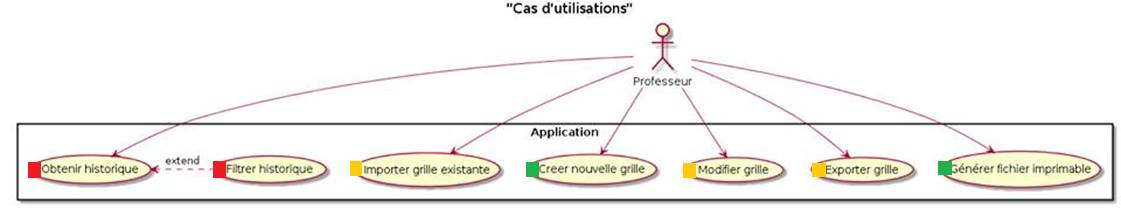 "Cas d'utilisations"
Professeur
Application
Obtenir historique
extend
Filtrer historique
Importer grille existante
Creer nouvelle grille
Modifier grille
Exporter grille
Générer fichier imprimable